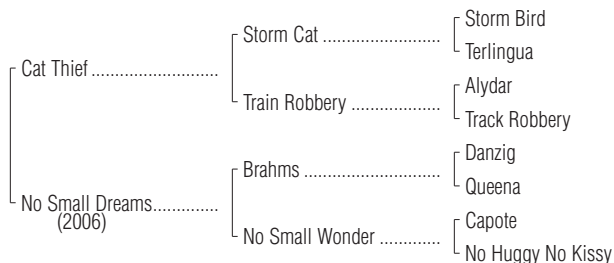 Storm Bird
Storm Cat ........................
Terlingua
Cat Thief ..........................
Alydar
Train Robbery ..................
Track Robbery
Danzig
Brahms ............................
Queena
No Small Dreams.............
(2006)
Capote
No Small Wonder ............
No Huggy No Kissy